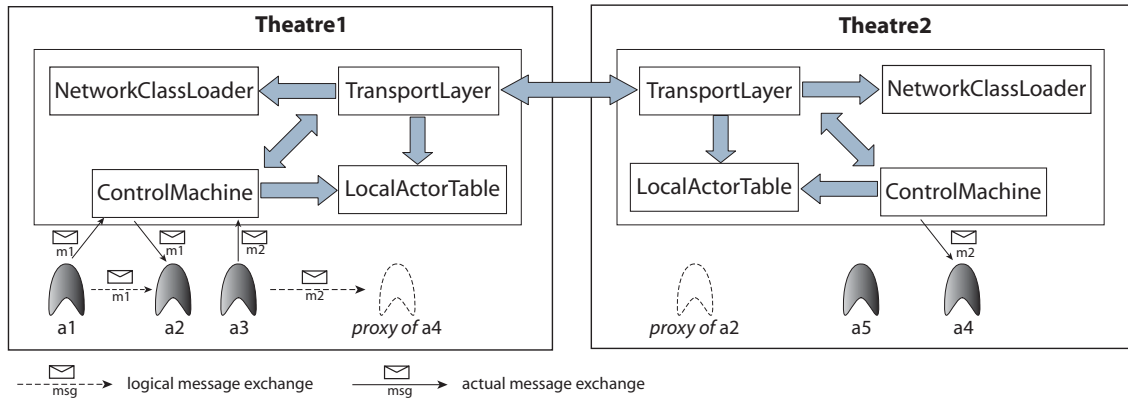 Theatre1
Theatre2
NetworkClassLoader
TransportLayer
TransportLayer
NetworkClassLoader
ControlMachine
LocalActorTable
LocalActorTable
ControlMachine
m1
m1
m2
m2
m1
m2
a1
a2
a3
proxy of a4
proxy of a2
a5
a4
msg
logical message exchange
msg
actual message exchange